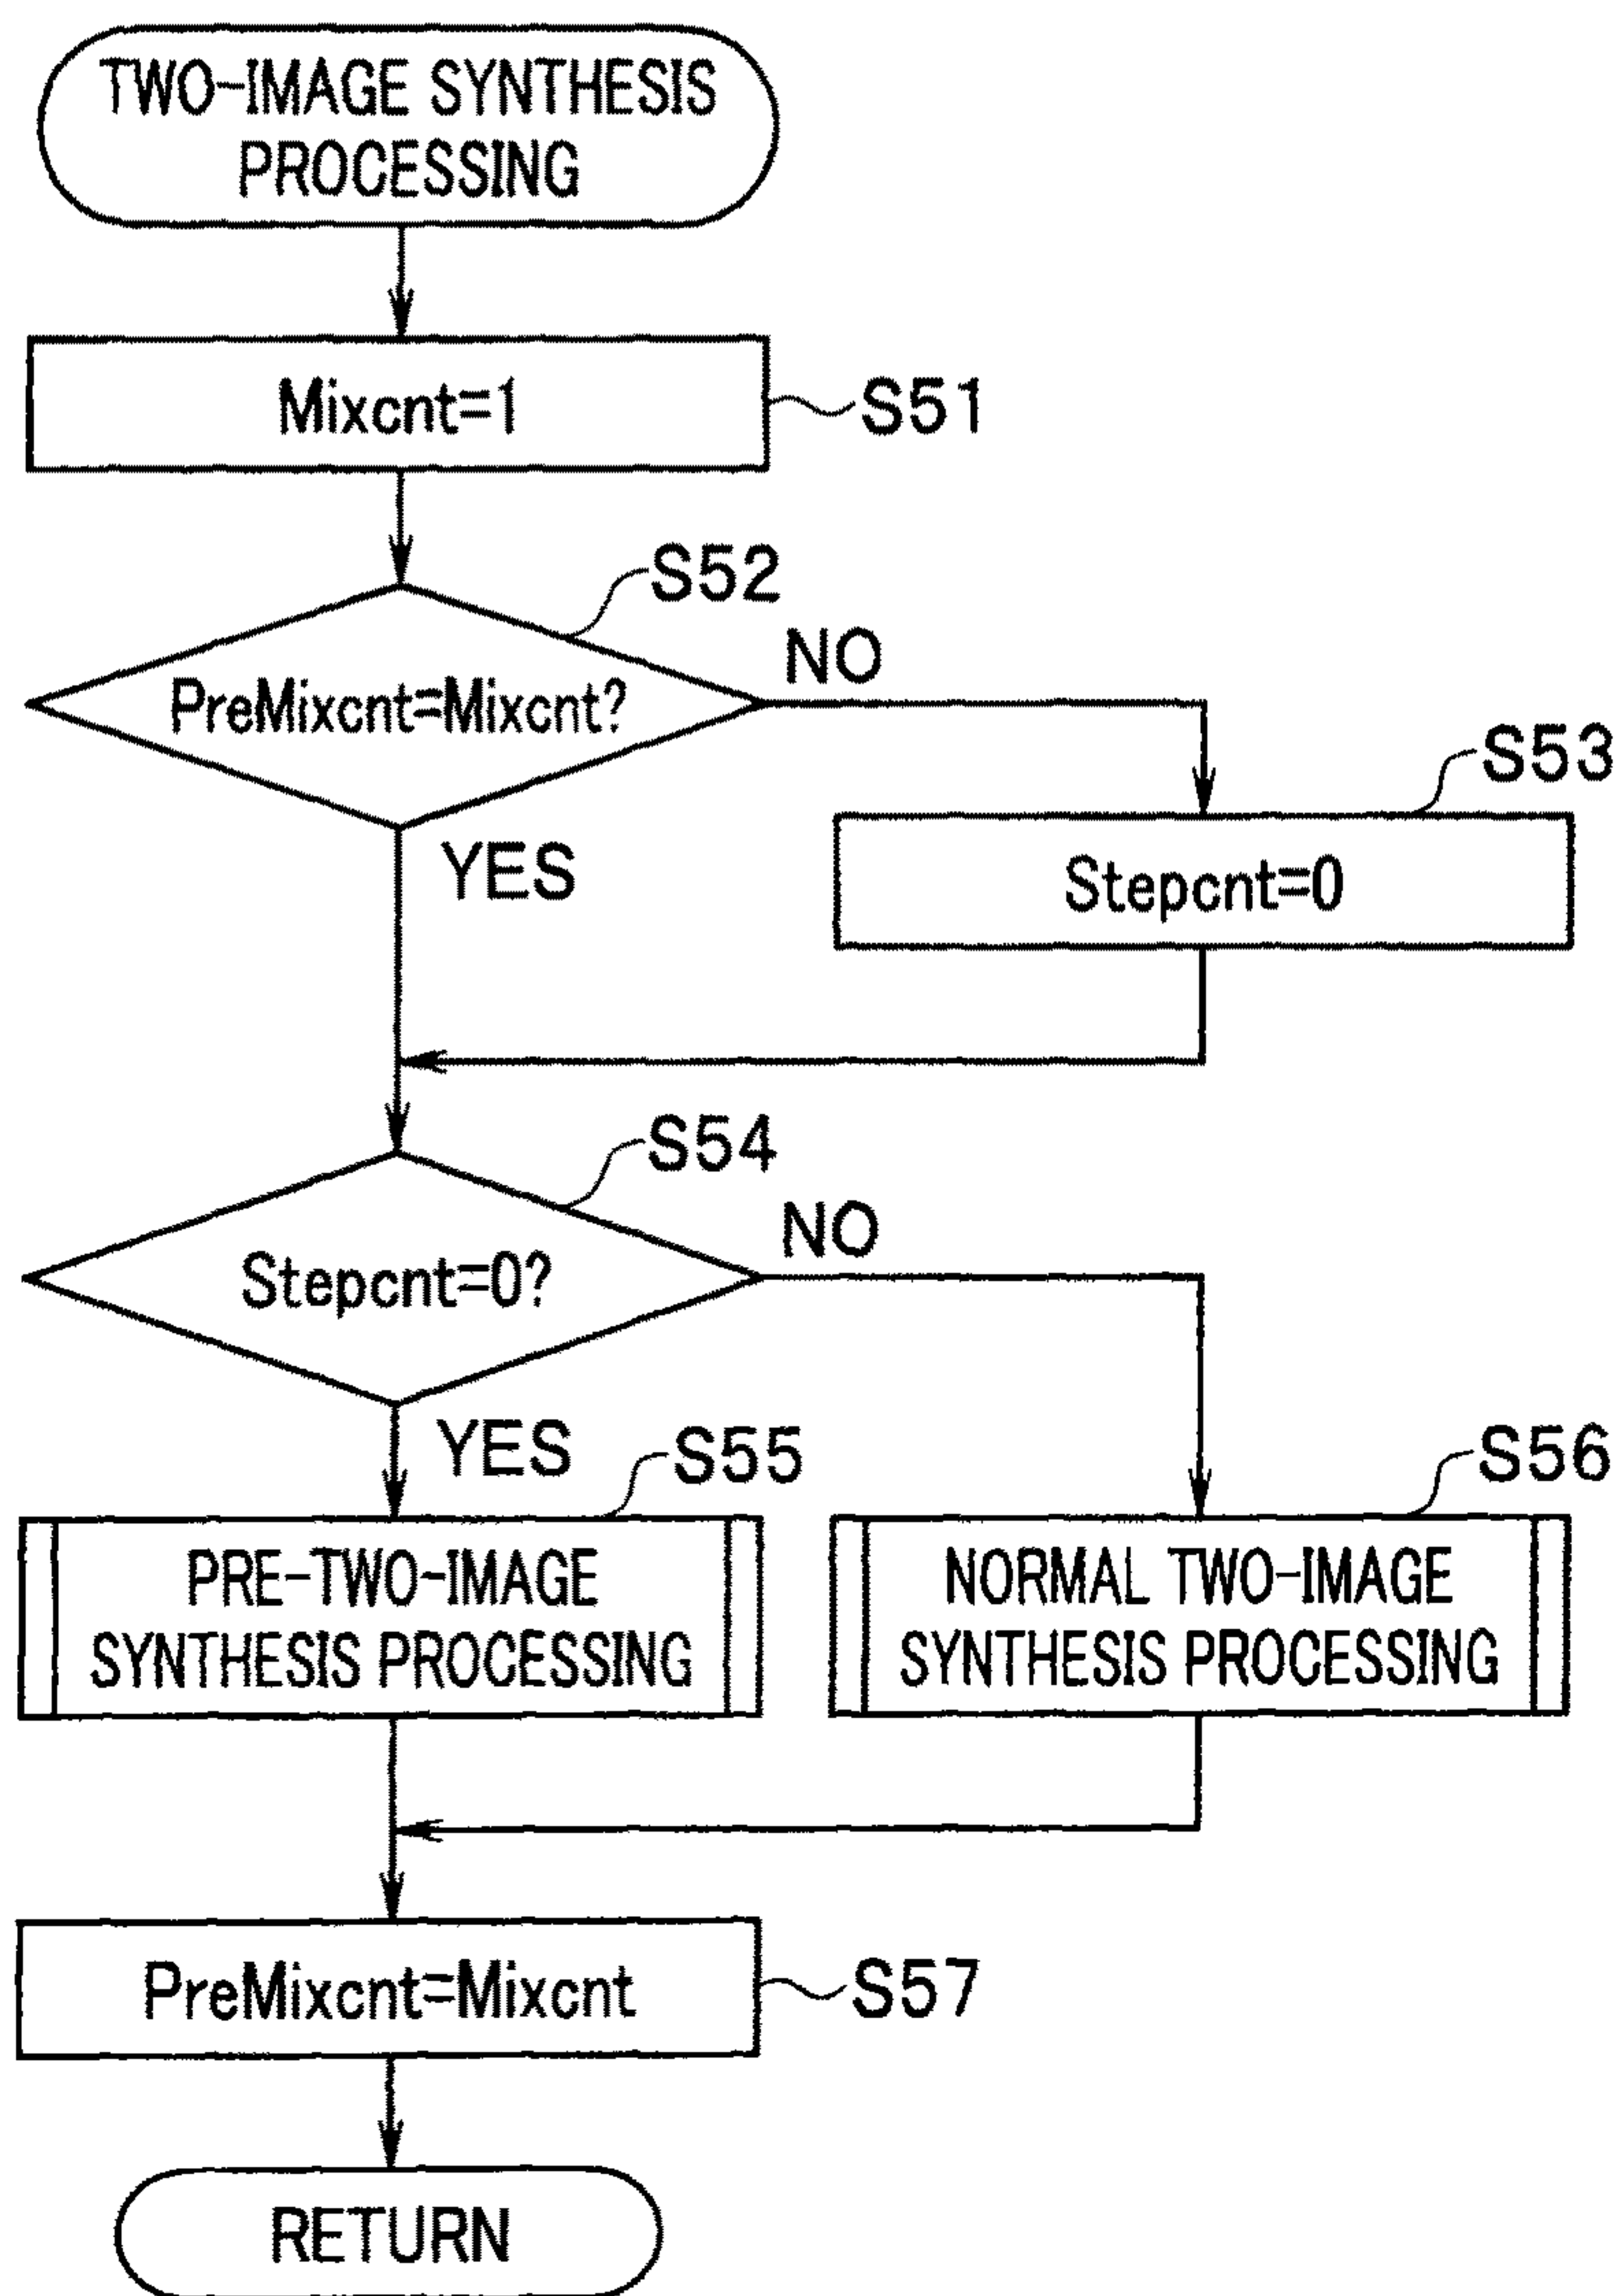 TWO-IMAGE SYNTHESIS
PROCESSING
Mixcnt=1
S51
S52
PreMixcnt=Mixcnt?
NO
YES
S53
Stepcnt=0
S54
Stepcnt=0?
NO
YES
S55
PRE-TWO-IMAGE
SYNTHESIS PROCESSING
S56
NORMAL TWO-IMAGE
SYNTHESIS PROCESSING
PreMixcnt=Mixcnt
S57
RETURN